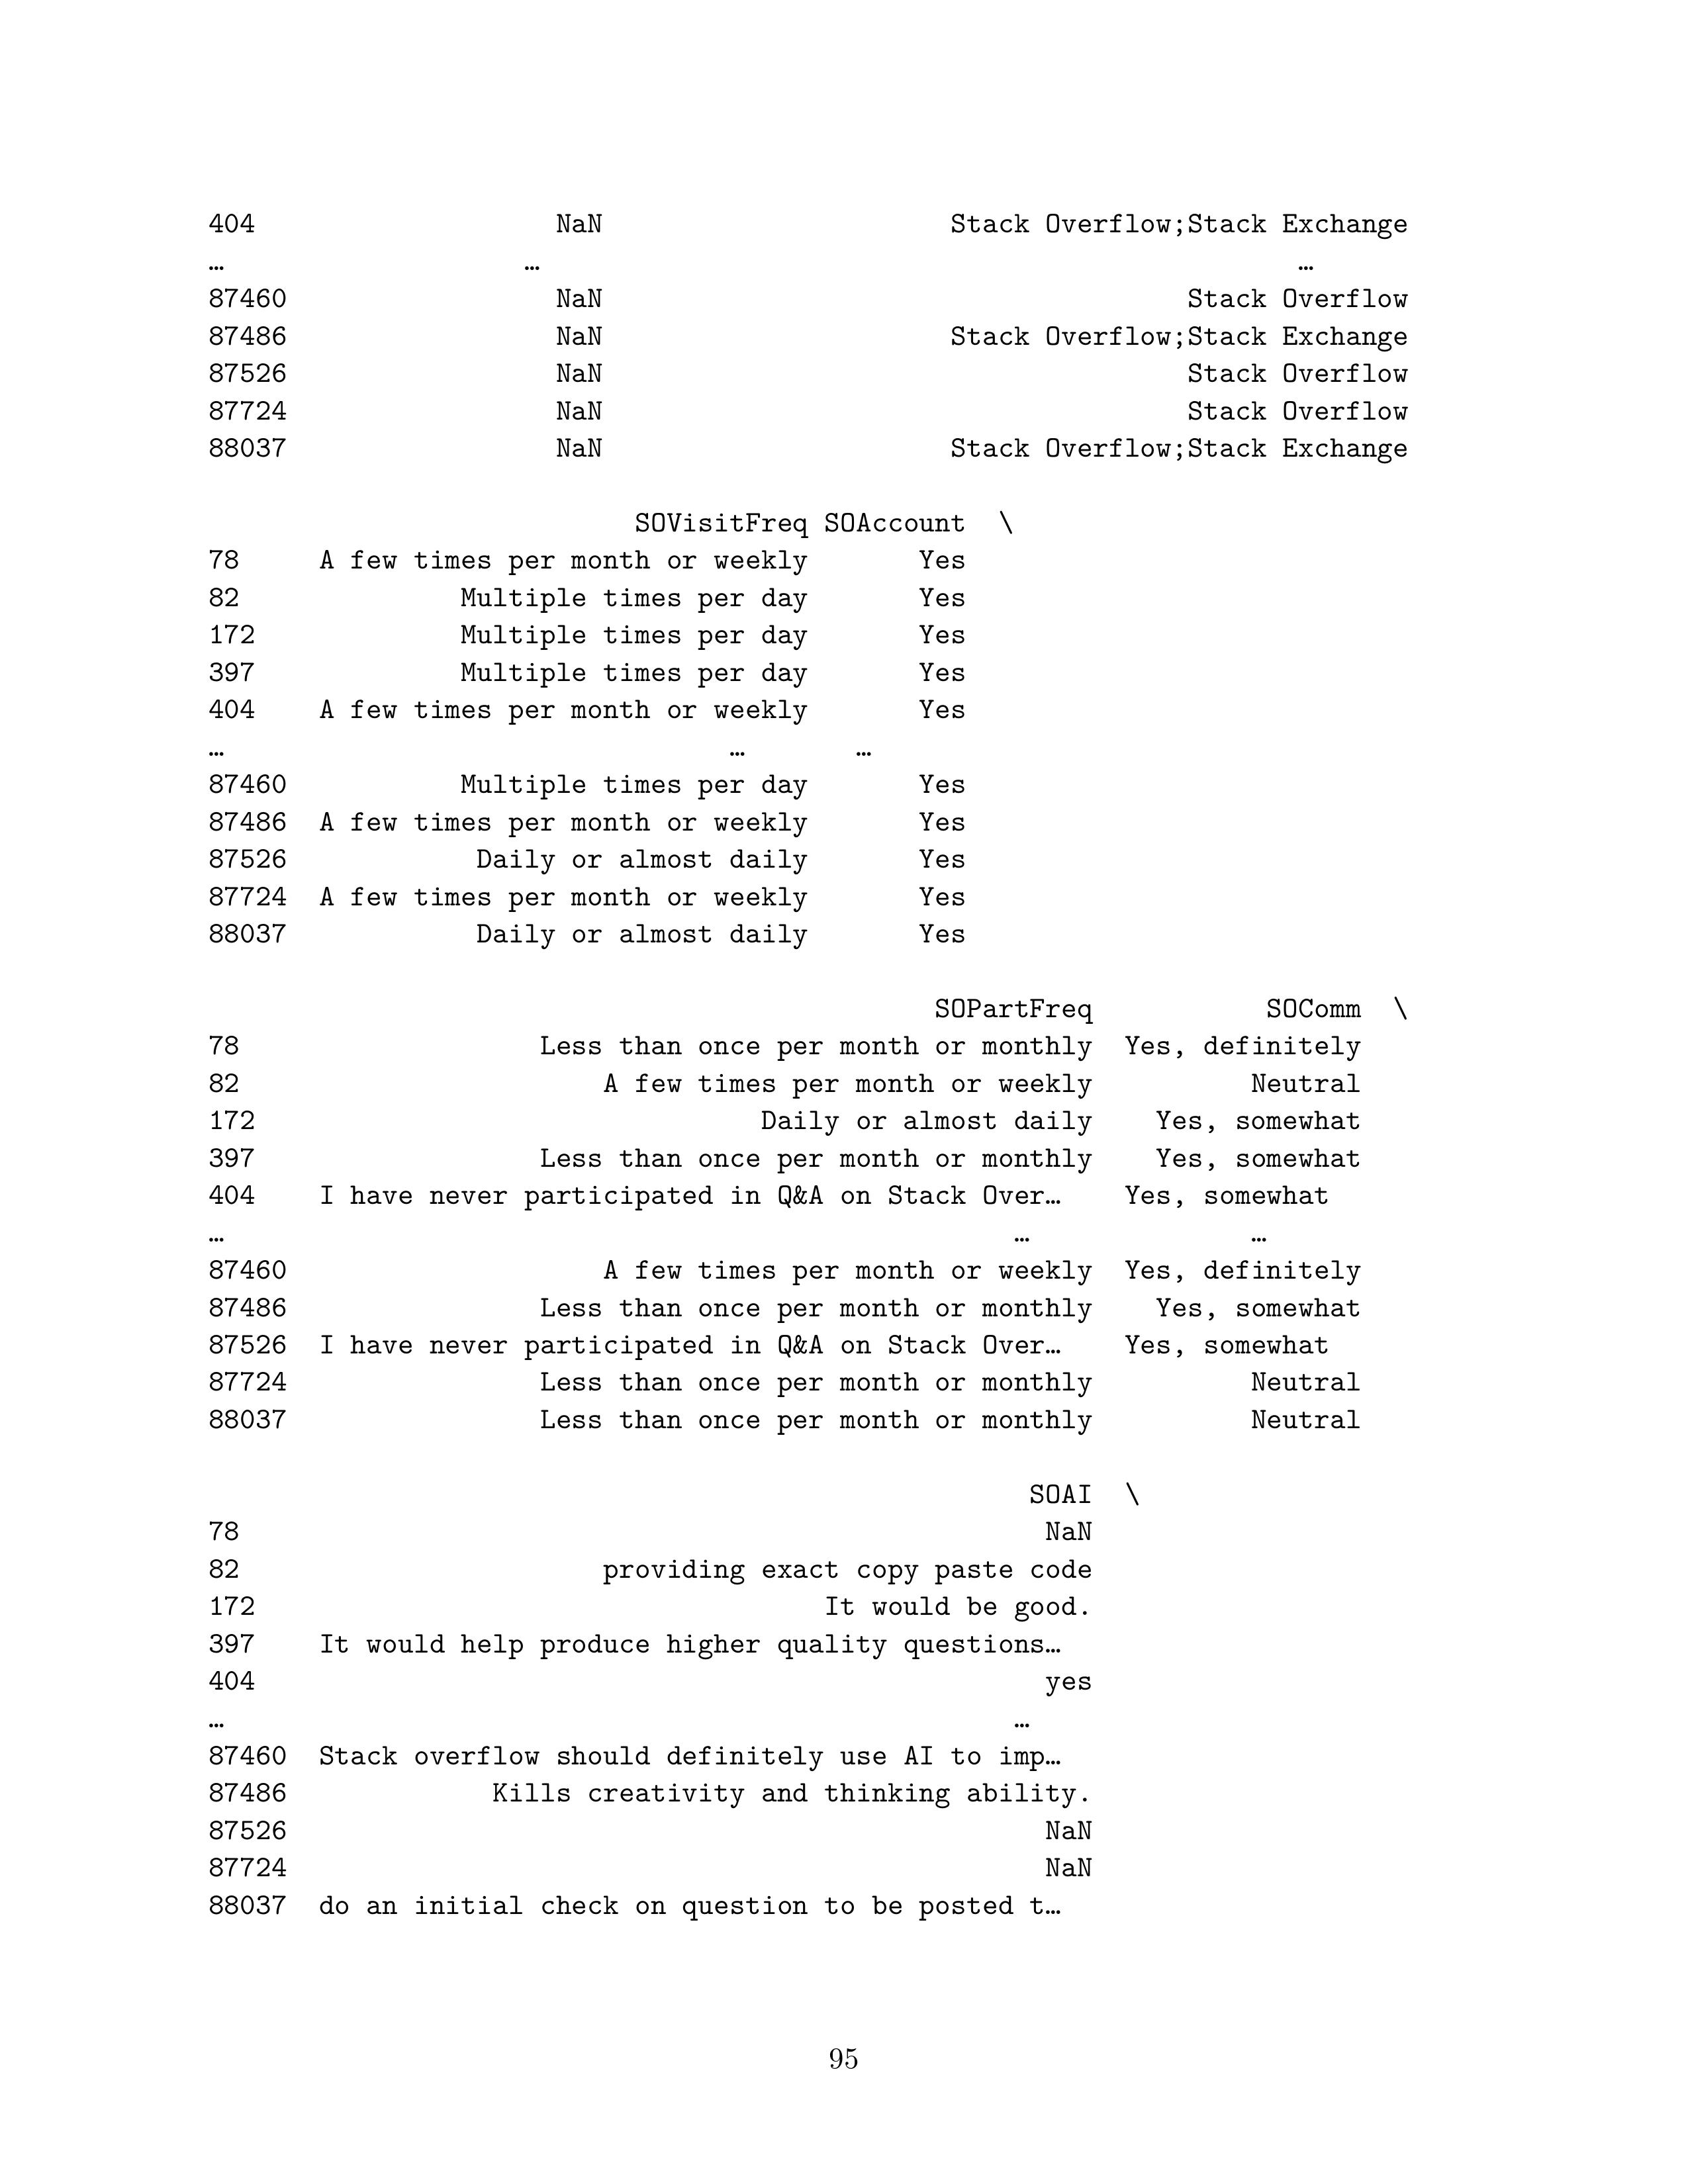 404                   NaN                      Stack Overflow;Stack Exchange
…                   …                                                …
87460                 NaN                                     Stack Overflow
87486                 NaN                      Stack Overflow;Stack Exchange
87526                 NaN                                     Stack Overflow
87724                 NaN                                     Stack Overflow
88037                 NaN                      Stack Overflow;Stack Exchange
                           SOVisitFreq SOAccount  \
78     A few times per month or weekly       Yes
82              Multiple times per day       Yes
172             Multiple times per day       Yes
397             Multiple times per day       Yes
404    A few times per month or weekly       Yes
…                                …       …
87460           Multiple times per day       Yes
87486  A few times per month or weekly       Yes
87526            Daily or almost daily       Yes
87724  A few times per month or weekly       Yes
88037            Daily or almost daily       Yes
                                              SOPartFreq           SOComm  \
78                   Less than once per month or monthly  Yes, definitely
82                       A few times per month or weekly          Neutral
172                                Daily or almost daily    Yes, somewhat
397                  Less than once per month or monthly    Yes, somewhat
404    I have never participated in Q&A on Stack Over…    Yes, somewhat
…                                                  …              …
87460                    A few times per month or weekly  Yes, definitely
87486                Less than once per month or monthly    Yes, somewhat
87526  I have never participated in Q&A on Stack Over…    Yes, somewhat
87724                Less than once per month or monthly          Neutral
88037                Less than once per month or monthly          Neutral
                                                    SOAI  \
78                                                   NaN
82                       providing exact copy paste code
172                                    It would be good.
397    It would help produce higher quality questions…
404                                                  yes
…                                                  …
87460  Stack overflow should definitely use AI to imp…
87486             Kills creativity and thinking ability.
87526                                                NaN
87724                                                NaN
88037  do an initial check on question to be posted t…
95